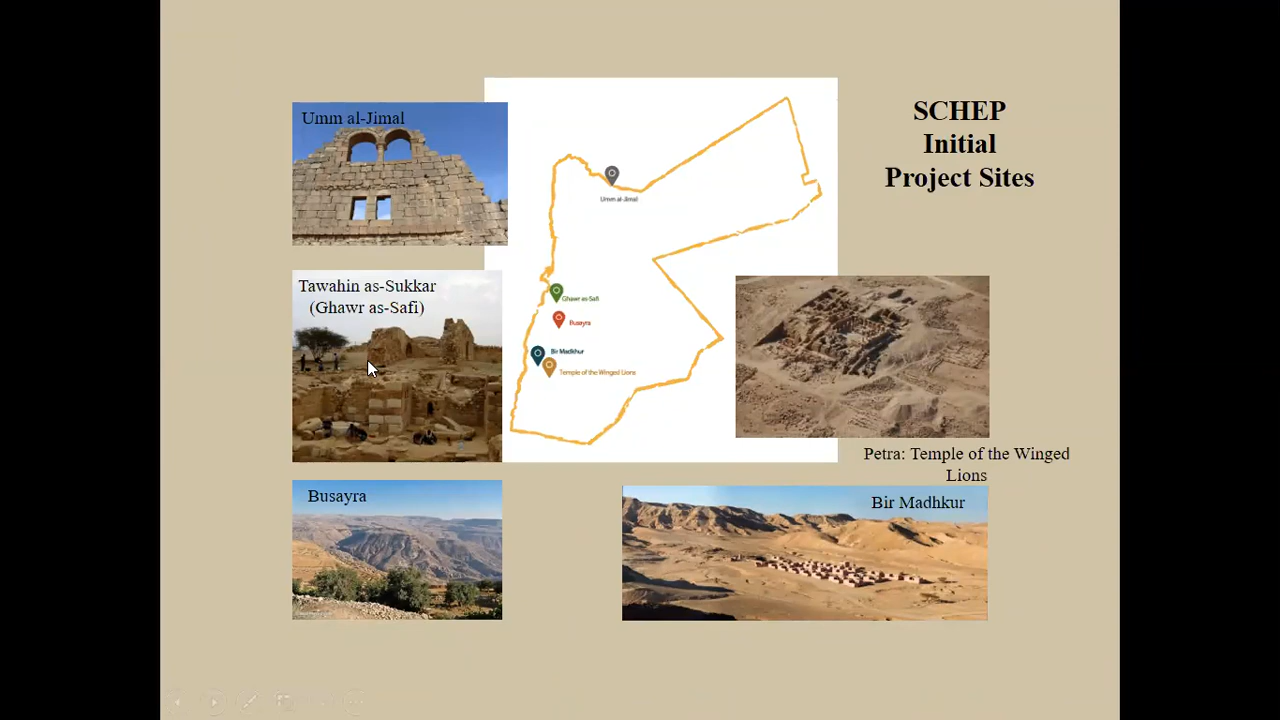 SCHEP
Initial
Project Sites
Umm al-Jimal
Tawahin as-Sukkar
(Ghawr as-Safi)
Busayra
Umm al-Jimal
Ghawr as-Safi
Busayra
Bir Madkhur
Temple of the Winged Lions
Petra: Temple of the Winged
Lions
Bir Madhkur